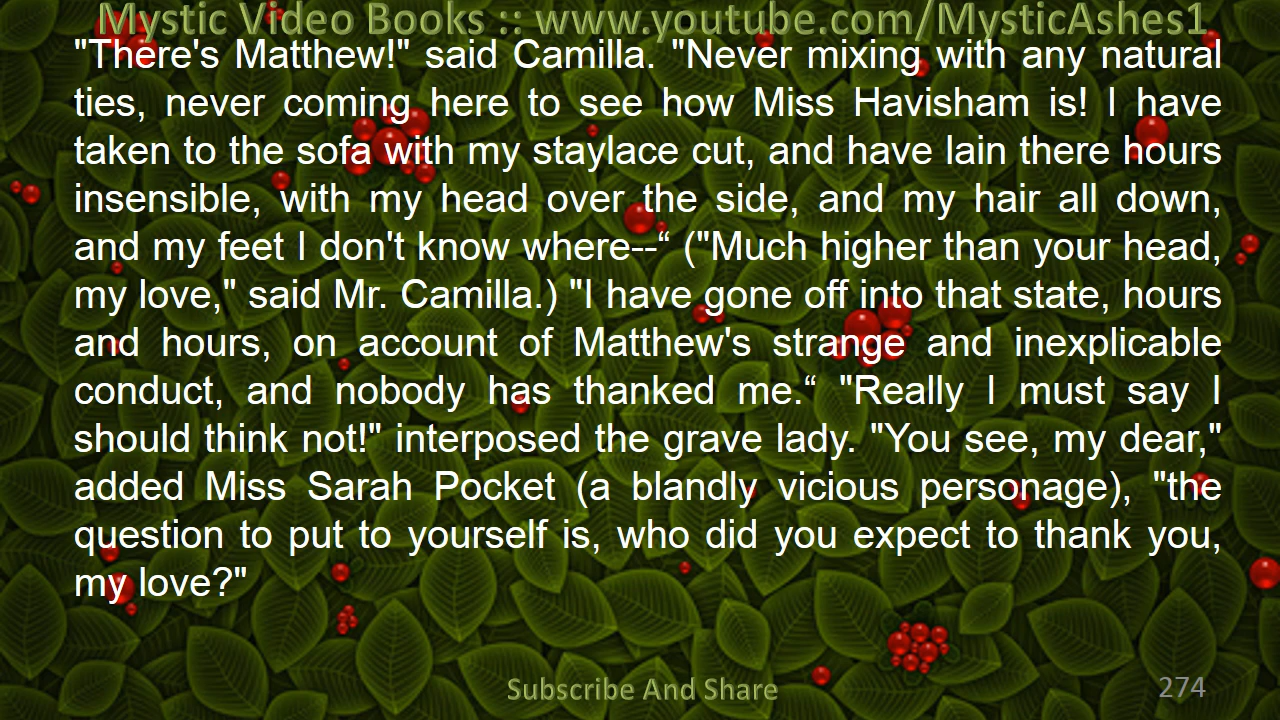 Mystic Video Books :: www.youtube.com/MysticAshes1
"There's Matthew!" said Camilla. "Never mixing with any natural
ties, never coming here to see how Miss Havisham is! I have
taken to the sofa with my staylace cut, and have lain there hours
insensible, with my head over the side, and my hair all down,
and my feet I don't know where--“ ("Much higher than your head,
my love," said Mr. Camilla.) "I have gone off into that state, hours
and hours, on account of Matthew's strange and inexplicable
conduct, and nobody has thanked me.“ "Really I must say I
should think not!" interposed the grave lady. "You see, my dear,"
added Miss Sarah Pocket (a blandly vicious personage), "the
question to put to yourself is, who did you expect to thank you,
my love?"
Subscribe And Share
274